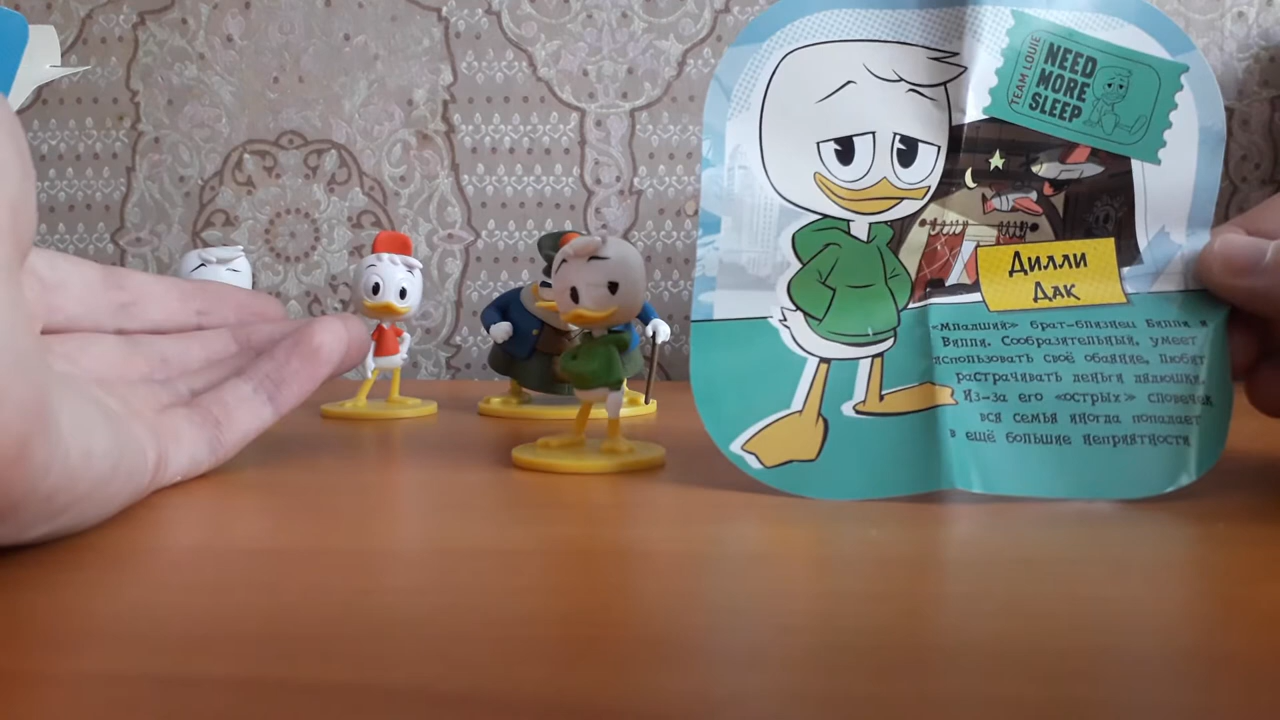 TEAM LOUIE
NEED
MORE
SLEEP
Дилли
Дак
«Младший» брат-близнец Билли и
Вилли. Сообразительный, умеет
использовать своё обаяние, любит
растрачивать деньги дядюшки.
Из-за его «острых» словечек
вся семья иногда попадает
в ещё большие неприятности